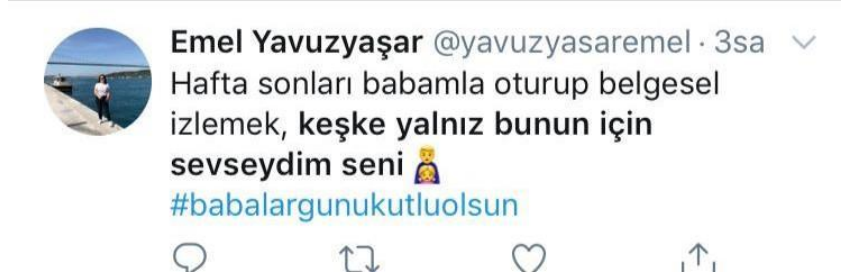 Emel Yavuzyaşar @yavuzyasaremel · 3sa
Hafta sonları babamla oturup belgesel
izlemek, keşke yalnız bunun için
sevseydim seni
#babalargunukutluolsun